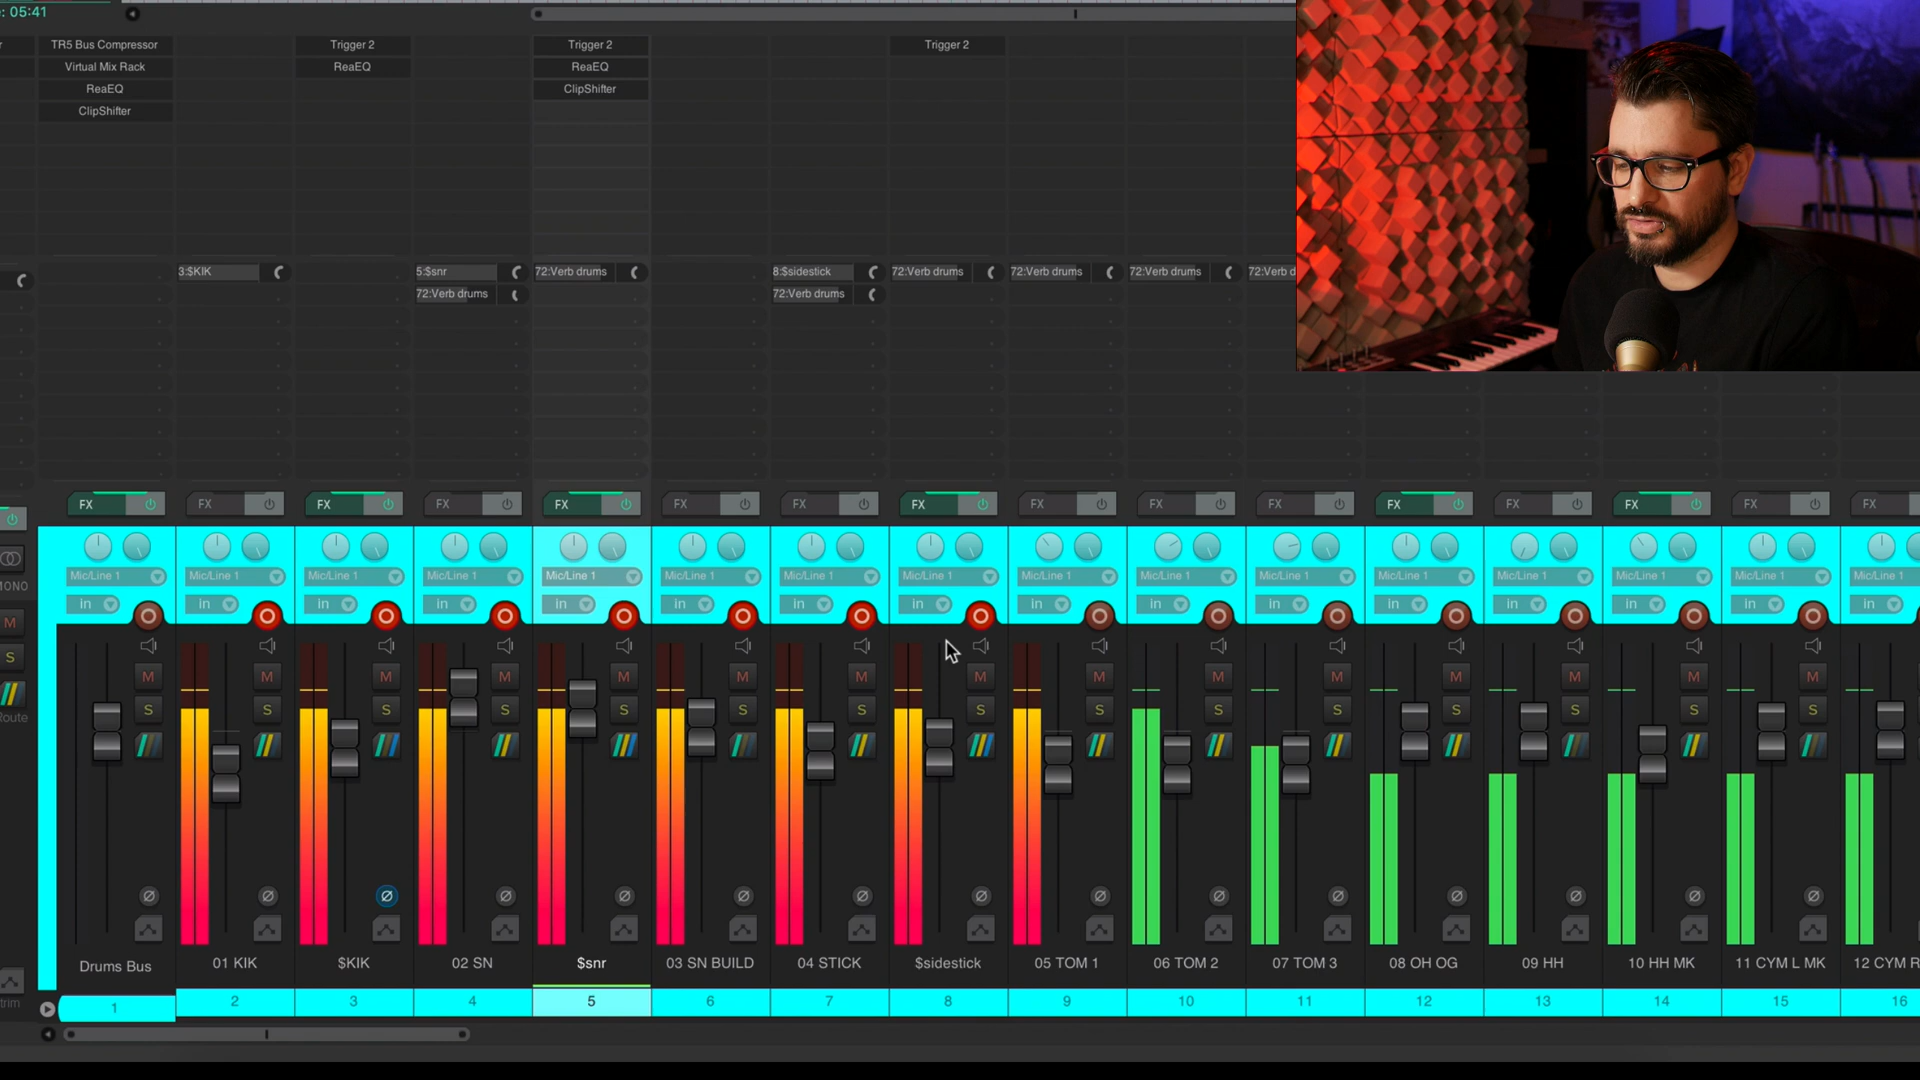 : 05:41
TR5 Bus Compressor
Trigger 2
Trigger 2
Trigger 2
Virtual Mix Rack
ReaEQ
ReaEQ
ReaEQ
ClipShifter
ClipShifter
3:$KIK
5:$snr
72:Verb drums
8:$sidestick
72:Verb drums
72:Verb drums
72:Verb drums
72:Verb d
72:Verb drums
72:Verb drums
FX FX FX FX FX FX FX FX FX FX FX FX FX FX FX FX
MONO
Mic/Line 1 Mic/Line 1 Mic/Line 1 Mic/Line 1 Mic/Line 1 Mic/Line 1 Mic/Line 1 Mic/Line 1 Mic/Line 1 Mic/Line 1 Mic/Line 1 Mic/Line 1 Mic/Line 1 Mic/Line 1 Mic/Line 1 Mic/Line 1
in in in in in in in in in in in in in in in in
M M M M M M M M M M M M M M M M
S S S S S S S S S S S S S S S S
Route
Drums Bus 01 KIK $KIK 02 SN $snr 03 SN BUILD 04 STICK $sidestick 05 TOM 1 06 TOM 2 07 TOM 3 08 OH OG 09 HH 10 HH MK 11 CYM L MK 12 CYM R
trim
1 2 3 4 5 6 7 8 9 10 11 12 13 14 15 16